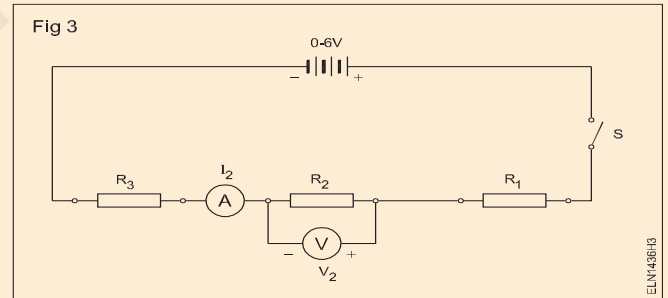 Fig 3
0-6V
− +
S
R3 I2 R2 R1
A
− V +
V2
ELN1436H3